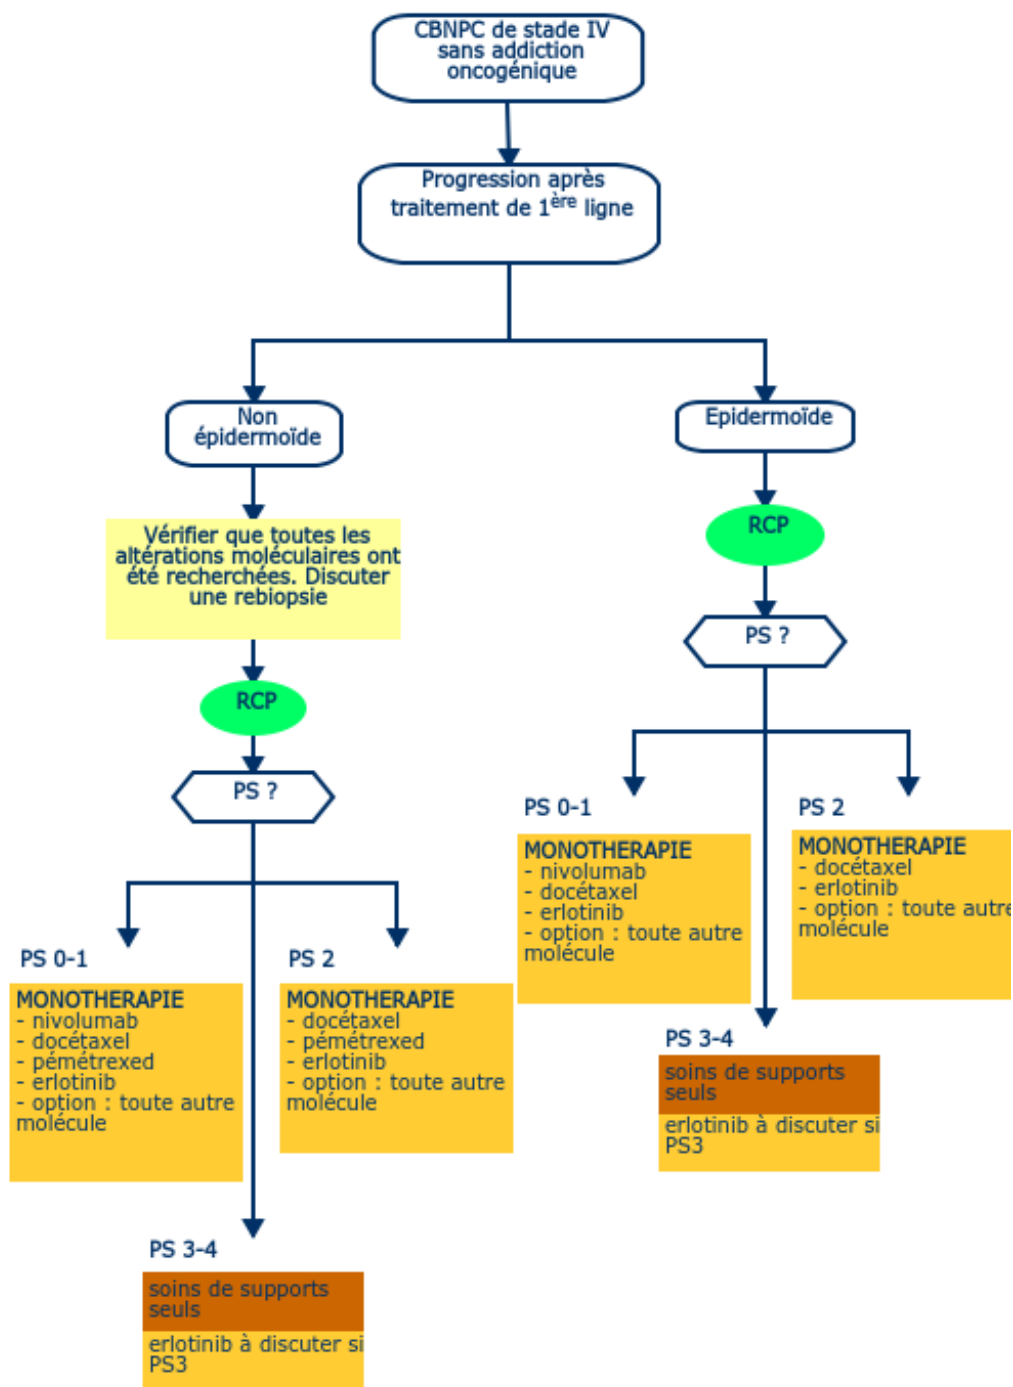 CBNPC de stade IV
sans addiction
oncogénique
Progression après
traitement de 1ère ligne
Non
épidermoïde
Vérifier que toutes les
altérations moléculaires ont
été recherchées. Discuter
une rebiopsie
RCP
PS ?
PS 0-1
MONOTHERAPIE
- nivolumab
- docétaxel
- pémétrexed
- erlotinib
- option : toute autre
molécule
PS 2
MONOTHERAPIE
- docétaxel
- pémétrexed
- erlotinib
- option : toute autre
molécule
PS 3-4
soins de supports
seuls
erlotinib à discuter si
PS3
Epidermoïde
RCP
PS ?
PS 0-1
MONOTHERAPIE
- nivolumab
- docétaxel
- erlotinib
- option : toute autre
molécule
PS 2
MONOTHERAPIE
- docétaxel
- erlotinib
- option : toute autre
molécule
PS 3-4
soins de supports
seuls
erlotinib à discuter si
PS3